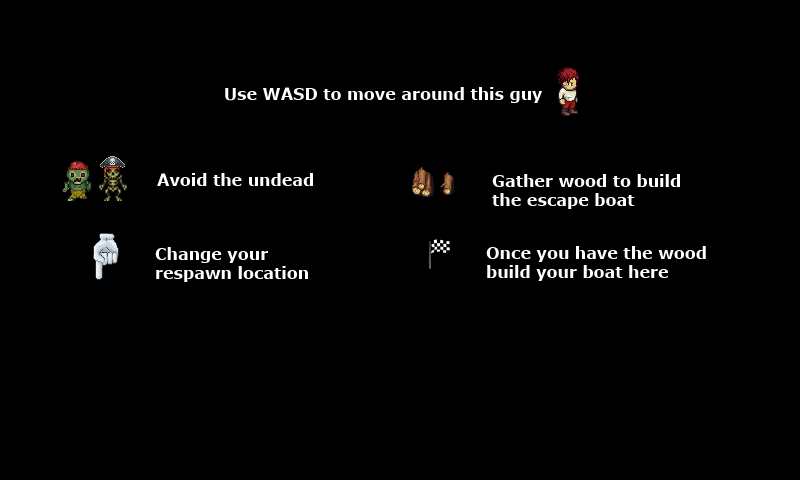 Use WASD to move around this guy
Avoid the undead
Gather wood to build
the escape boat
Change your
respawn location
Once you have the wood
build your boat here